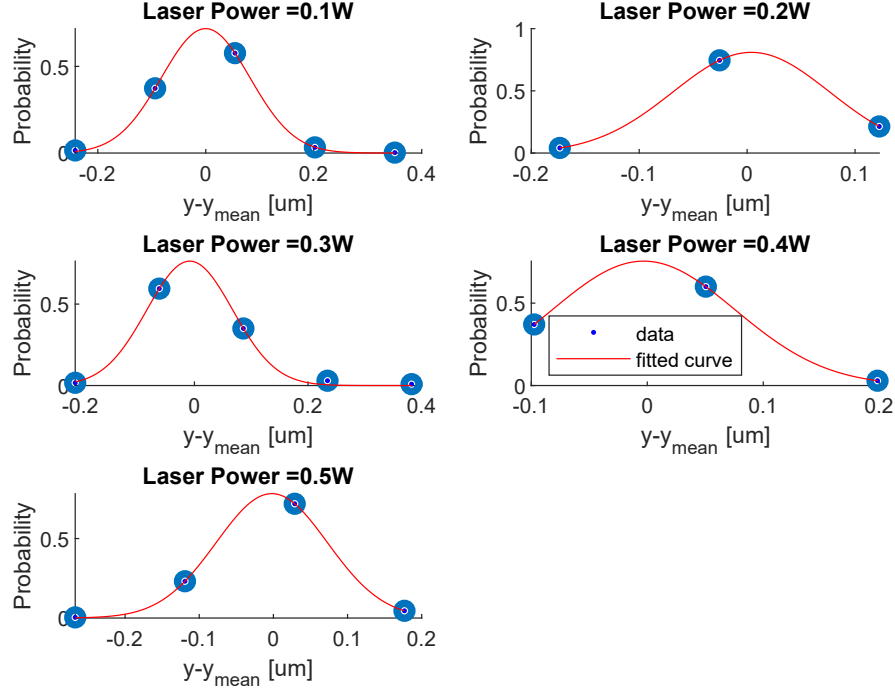 Laser Power =0.1W
Probability
0.5
0
-0.2 0 0.2 0.4
y-y_mean [um]
Laser Power =0.2W
Probability
1
0.5
0
-0.2 -0.1 0 0.1
y-y_mean [um]
Laser Power =0.3W
Probability
0.5
0
-0.2 0 0.2 0.4
y-y_mean [um]
Laser Power =0.4W
Probability
0.5
0
-0.1 0 0.1 0.2
y-y_mean [um]
data
fitted curve
Laser Power =0.5W
Probability
0.5
0
-0.2 -0.1 0 0.1 0.2
y-y_mean [um]